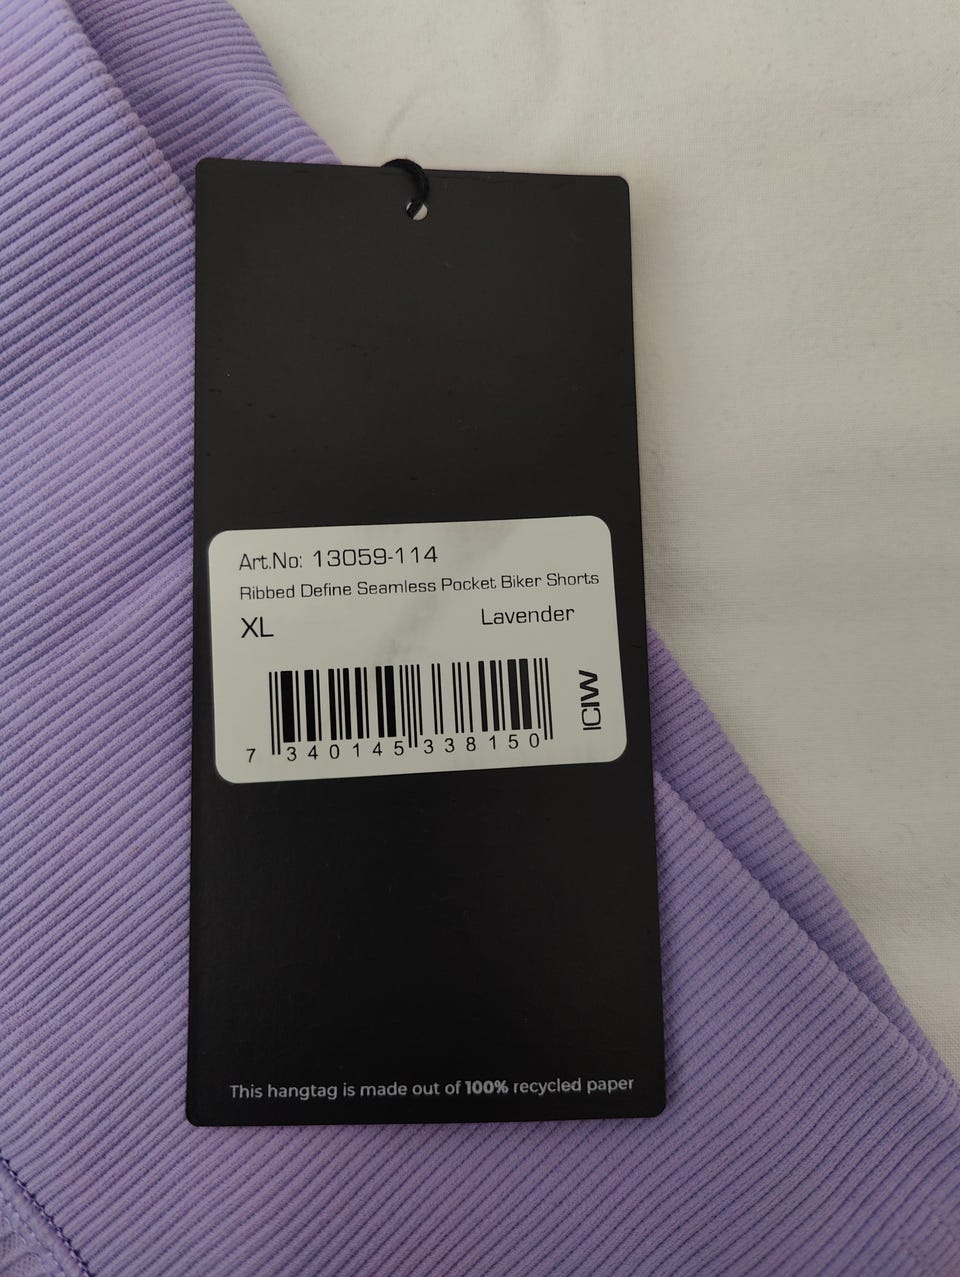 Art.No: 13059-114
Ribbed Define Seamless Pocket Biker Shorts
XL Lavender
ICIW
7 340145 338150
This hangtag is made out of 100% recycled paper